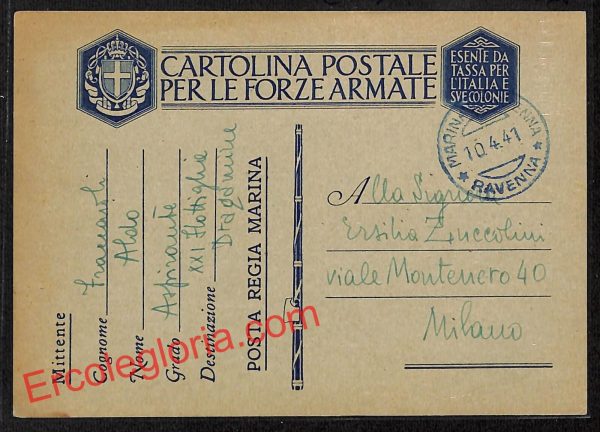 CARTOLINA POSTALE
PER LE FORZE ARMATE
ESENTE DA
TASSA PER
L'ITALIA E
SVE COLONIE
MARINA
RAVENNA
10.4.41
Mittente
Cognome Fraccaroli
Nome Aldo
Grado Aspirante
Destinazione XXI Flottiglia
Dragamine
POSTA REGIA MARINA
Alla Signora
Ersilia Zuccolini
viale Montenero 40
Milano
Ercolegloria.com